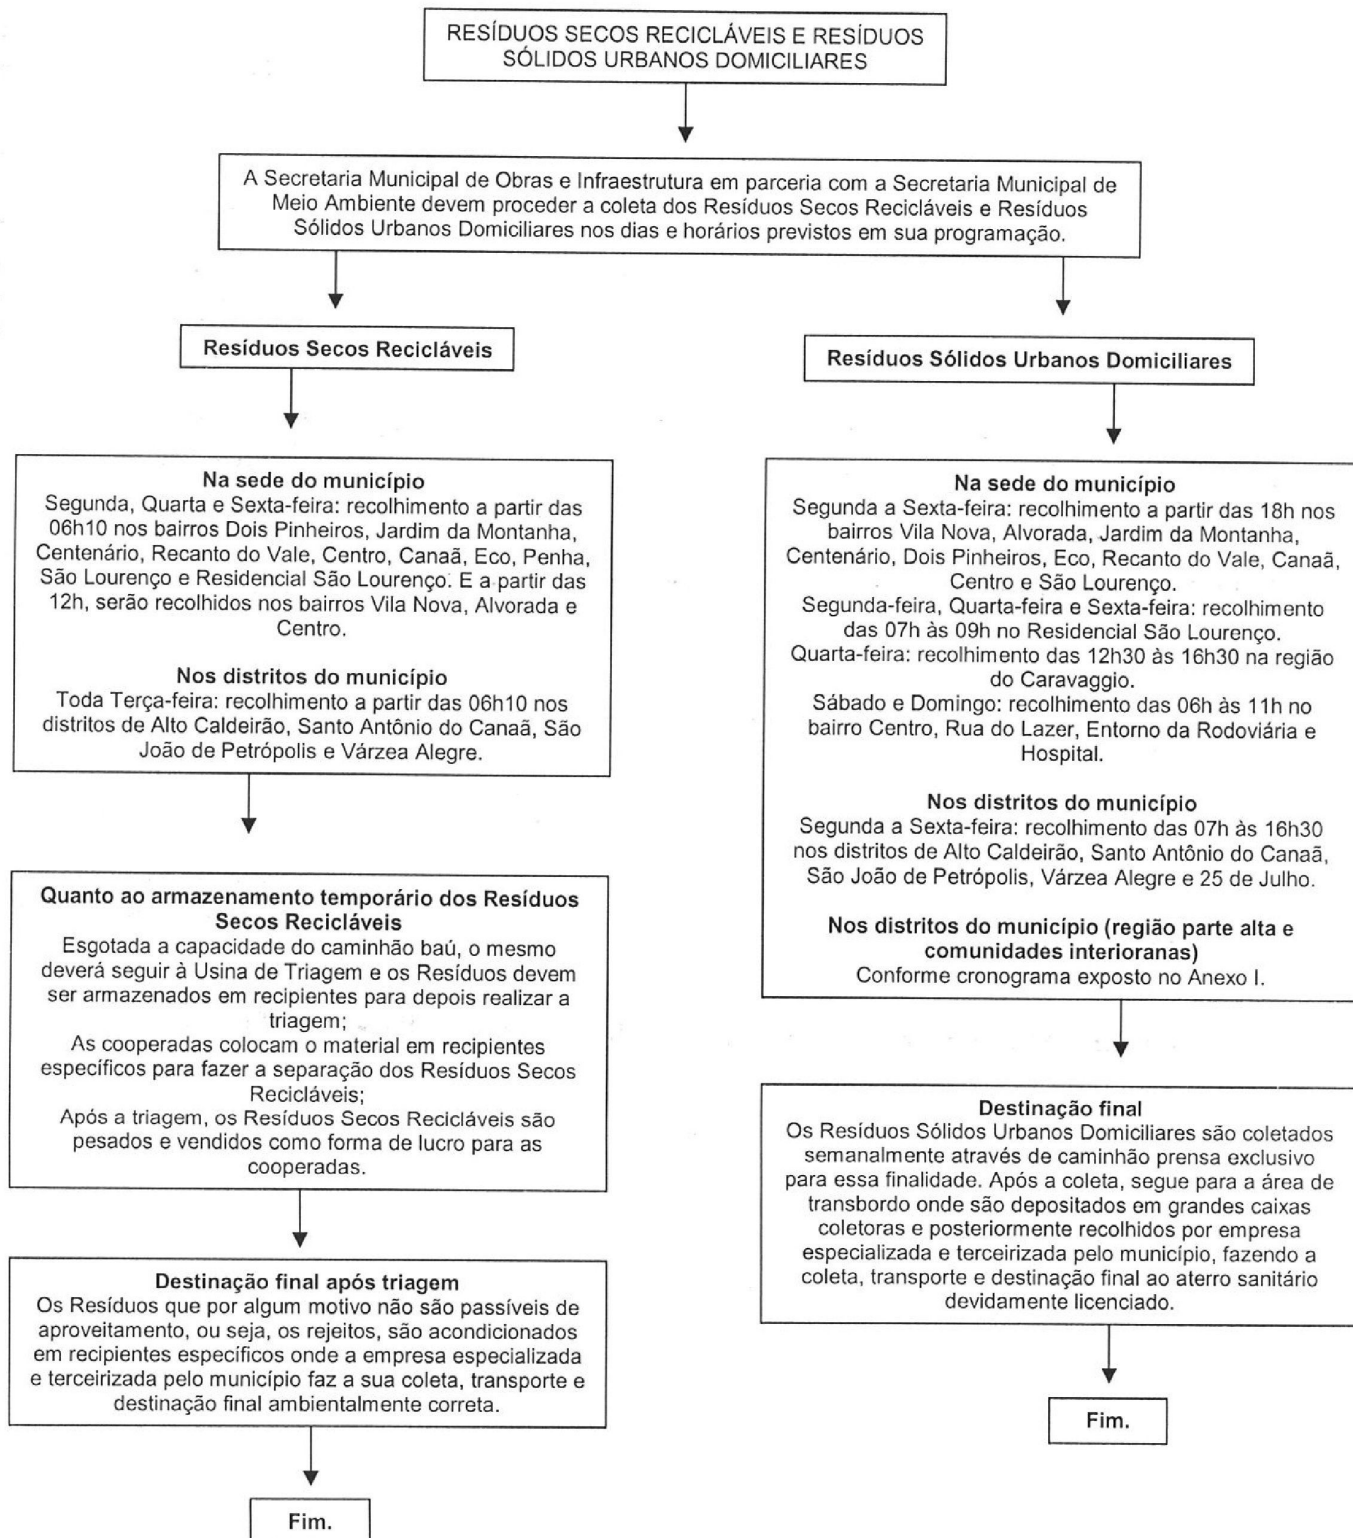 RESÍDUOS SECOS RECICLÁVEIS E RESÍDUOS
SÓLIDOS URBANOS DOMICILIARES
A Secretaria Municipal de Obras e Infraestrutura em parceria com a Secretaria Municipal de
Meio Ambiente devem proceder a coleta dos Resíduos Secos Recicláveis e Resíduos
Sólidos Urbanos Domiciliares nos dias e horários previstos em sua programação.
Resíduos Secos Recicláveis
Na sede do município
Segunda, Quarta e Sexta-feira: recolhimento a partir das
06h10 nos bairros Dois Pinheiros, Jardim da Montanha,
Centenário, Recanto do Vale, Centro, Canaã, Eco, Penha,
São Lourenço e Residencial São Lourenço. E a partir das
12h, serão recolhidos nos bairros Vila Nova, Alvorada e
Centro.
Nos distritos do município
Toda Terça-feira: recolhimento a partir das 06h10 nos
distritos de Alto Caldeirão, Santo Antônio do Canaã, São
João de Petrópolis e Várzea Alegre.
Quanto ao armazenamento temporário dos Resíduos
Secos Recicláveis
Esgotada a capacidade do caminhão baú, o mesmo
deverá seguir à Usina de Triagem e os Resíduos devem
ser armazenados em recipientes para depois realizar a
triagem;
As cooperadas colocam o material em recipientes
específicos para fazer a separação dos Resíduos Secos
Recicláveis;
Após a triagem, os Resíduos Secos Recicláveis são
pesados e vendidos como forma de lucro para as
cooperadas.
Destinação final após triagem
Os Resíduos que por algum motivo não são passíveis de
aproveitamento, ou seja, os rejeitos, são acondicionados
em recipientes específicos onde a empresa especializada
e terceirizada pelo município faz a sua coleta, transporte e
destinação final ambientalmente correta.
Fim.
Resíduos Sólidos Urbanos Domiciliares
Na sede do município
Segunda a Sexta-feira: recolhimento a partir das 18h nos
bairros Vila Nova, Alvorada, Jardim da Montanha,
Centenário, Dois Pinheiros, Eco, Recanto do Vale, Canaã,
Centro e São Lourenço.
Segunda-feira, Quarta-feira e Sexta-feira: recolhimento
das 07h às 09h no Residencial São Lourenço.
Quarta-feira: recolhimento das 12h30 às 16h30 na região
do Caravaggio.
Sábado e Domingo: recolhimento das 06h às 11h no
bairro Centro, Rua do Lazer, Entorno da Rodoviária e
Hospital.
Nos distritos do município
Segunda a Sexta-feira: recolhimento das 07h às 16h30
nos distritos de Alto Caldeirão, Santo Antônio do Canaã,
São João de Petrópolis, Várzea Alegre e 25 de Julho.
Nos distritos do município (região parte alta e
comunidades interioranas)
Conforme cronograma exposto no Anexo I.
Destinação final
Os Resíduos Sólidos Urbanos Domiciliares são coletados
semanalmente através de caminhão prensa exclusivo
para essa finalidade. Após a coleta, segue para a área de
transbordo onde são depositados em grandes caixas
coletoras e posteriormente recolhidos por empresa
especializada e terceirizada pelo município, fazendo a
coleta, transporte e destinação final ao aterro sanitário
devidamente licenciado.
Fim.